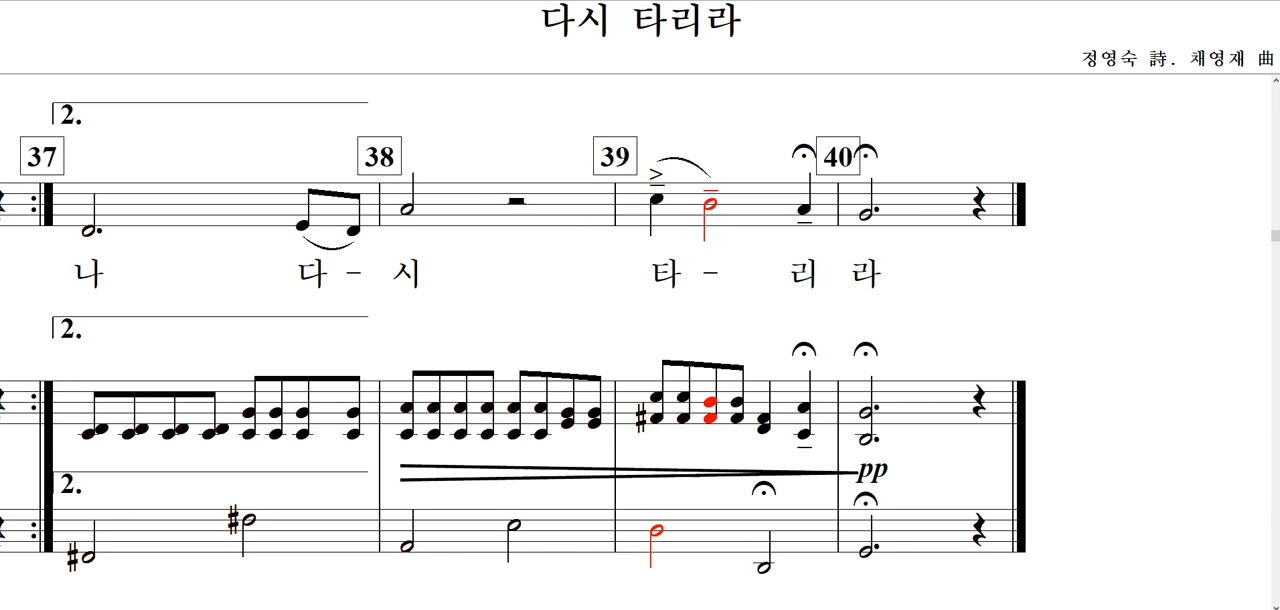 다시 타리라
정영숙 詩. 채영재 曲
2.
37 38 39 40
나 다 - 시 타 - 리 라
2.
pp
2.